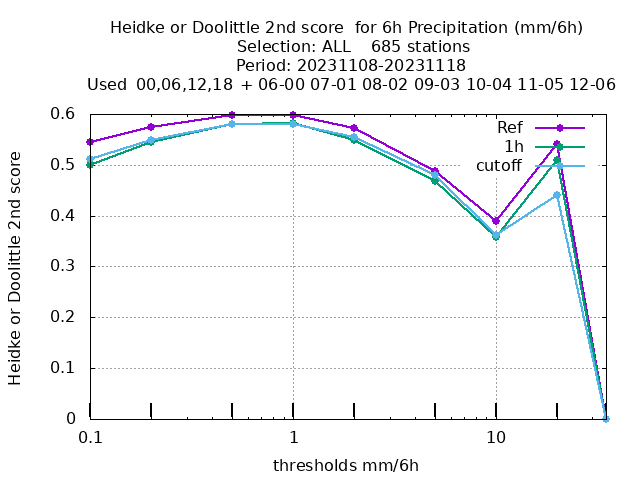 Heidke or Doolittle 2nd score  for 6h Precipitation (mm/6h)
Selection: ALL    685 stations
Period: 20231108-20231118
Used  00,06,12,18  + 06-00 07-01 08-02 09-03 10-04 11-05 12-06
Heidke or Doolittle 2nd score
0.6
0.5
0.4
0.3
0.2
0.1
0
Ref
1h
cutoff
0.1 1 10
thresholds mm/6h